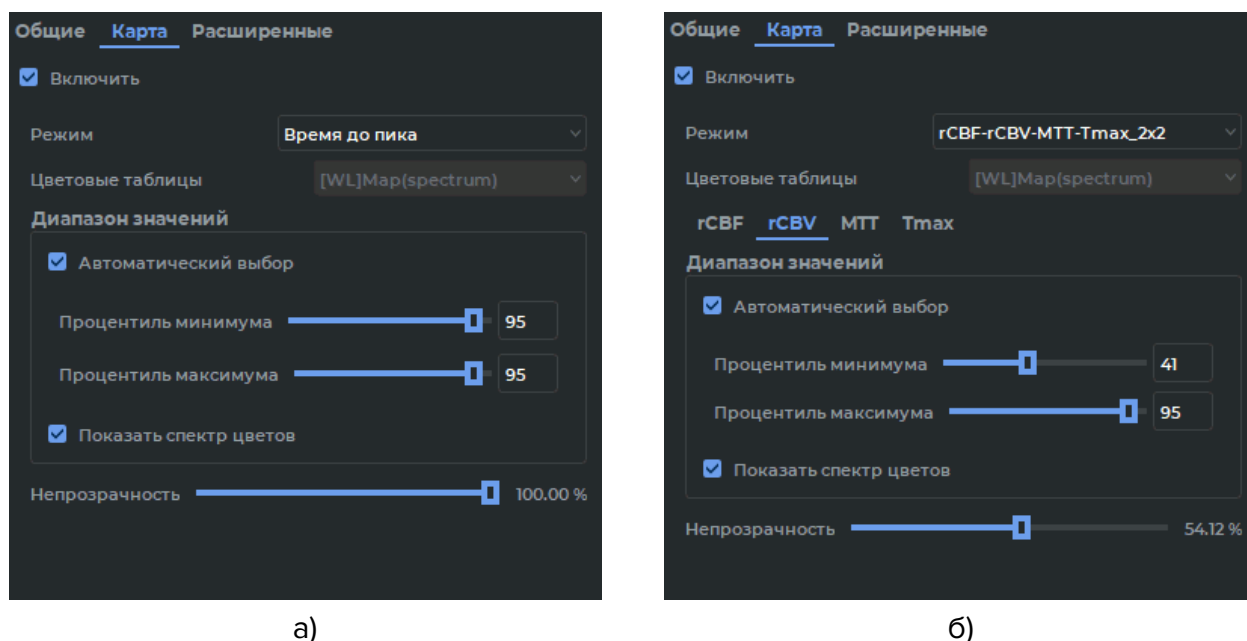 Общие Карта Расширенные
Включить
Режим Время до пика
Цветовые таблицы [WL]Map(spectrum)
Диапазон значений
Автоматический выбор
Процентиль минимума 95
Процентиль максимума 95
Показать спектр цветов
Непрозрачность 100.00 %
а)
Общие Карта Расширенные
Включить
Режим rCBF-rCBV-MTT-Tmax_2x2
Цветовые таблицы [WL]Map(spectrum)
rCBF rCBV MTT Tmax
Диапазон значений
Автоматический выбор
Процентиль минимума 41
Процентиль максимума 95
Показать спектр цветов
Непрозрачность 54.12 %
б)